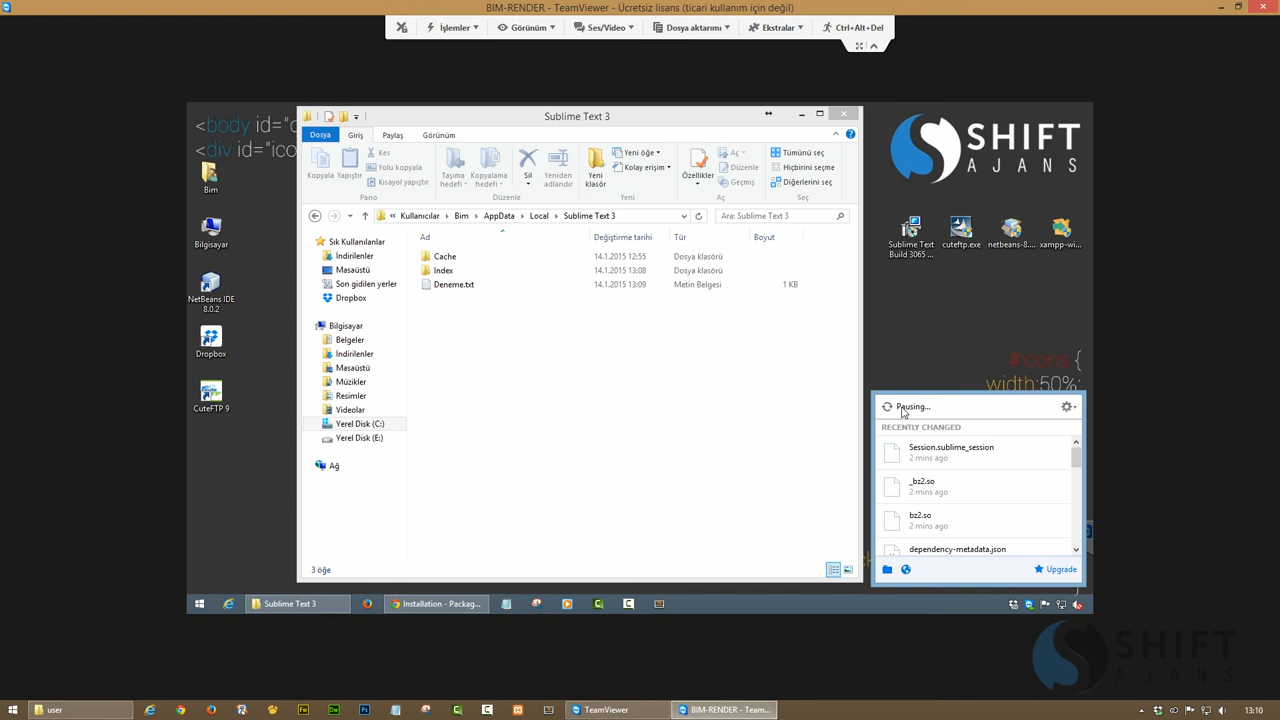 BIM-RENDER - TeamViewer - Ücretsiz lisans (ticari kullanım için değil)
İşlemler
Görünüm
Ses/Video
Dosya aktarımı
Ekstralar
Ctrl+Alt+Del
<body id="c
<div id="ico
Sublime Text 3
Dosya
Giriş
Paylaş
Görünüm
Kopyala
Yapıştır
Kes
Yolu kopyala
Kısayol yapıştır
Pano
Taşıma hedefi
Kopyalama hedefi
Sil
Yeniden adlandır
Düzenle
Yeni klasör
Yeni öğe
Kolay erişim
Yeni
Özellikler
Aç
Düzenle
Geçmiş
Aç
Tümünü seç
Hiçbirini seçme
Diğerlerini seç
Seç
« Kullanıcılar Bim AppData Local Sublime Text 3
Ara: Sublime Text 3
Ad Değiştirme tarihi Tür Boyut
Cache 14.1.2015 12:55 Dosya klasörü
Index 14.1.2015 13:08 Dosya klasörü
Deneme.txt 14.1.2015 13:09 Metin Belgesi 1 KB
Sık Kullanılanlar
İndirilenler
Masaüstü
Son gidilen yerler
Dropbox
Bilgisayar
Belgeler
İndirilenler
Masaüstü
Müzikler
Resimler
Videolar
Yerel Disk (C:)
Yerel Disk (E:)
Ağ
3 öğe
Bim
Bilgisayar
NetBeans IDE
8.0.2
Dropbox
CuteFTP 9
SHIFT
AJANS
Sublime Text
Build 3065 ...
cuteftp.exe
netbeans-8....
xampp-wi...
#icons {
width:50%;
Pausing...
RECENTLY CHANGED
Session.sublime_session
2 mins ago
_bz2.so
2 mins ago
bz2.so
2 mins ago
dependency-metadata.json
Upgrade
Sublime Text 3
Installation - Packag...
SHIFT
AJANS
user
TeamViewer
BIM-RENDER - Team...
13:10